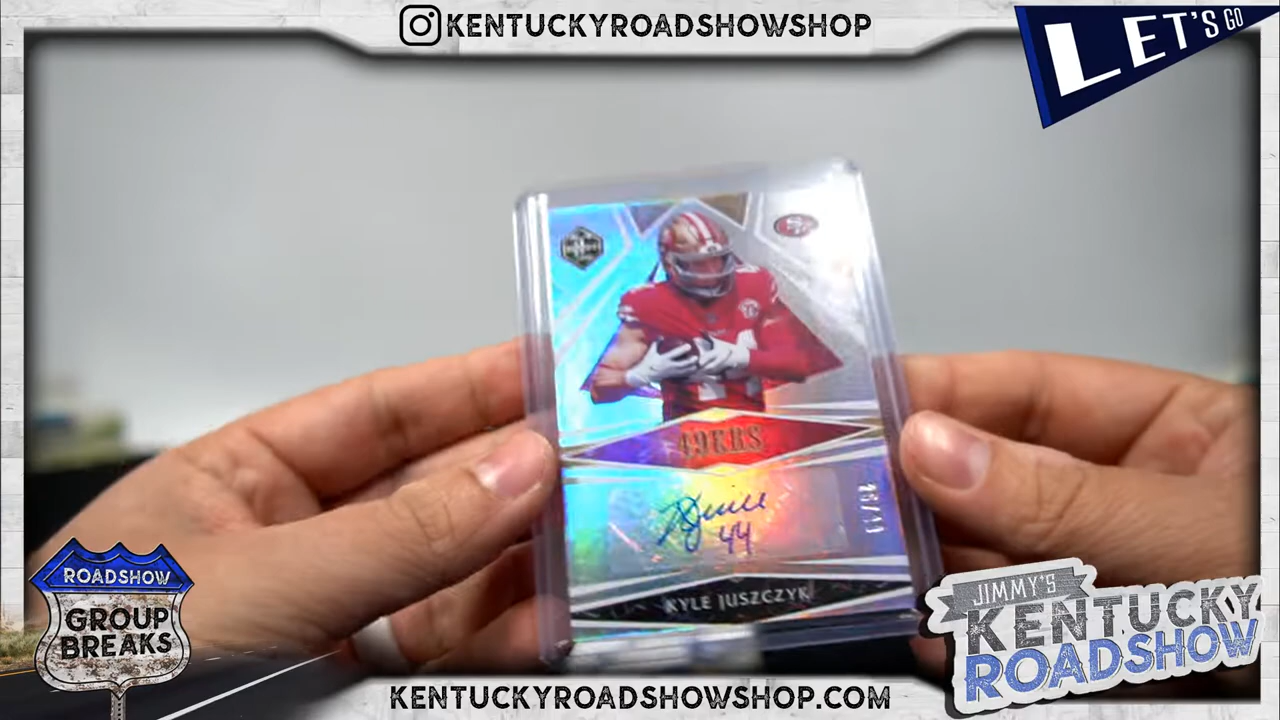 KENTUCKYROADSHOWSHOP
LET'S GO
49ERS
44
KYLE JUSZCZYK
ROADSHOW
GROUP
BREAKS
JIMMY'S
KENTUCKY
ROADSHOW
KENTUCKYROADSHOWSHOP.COM